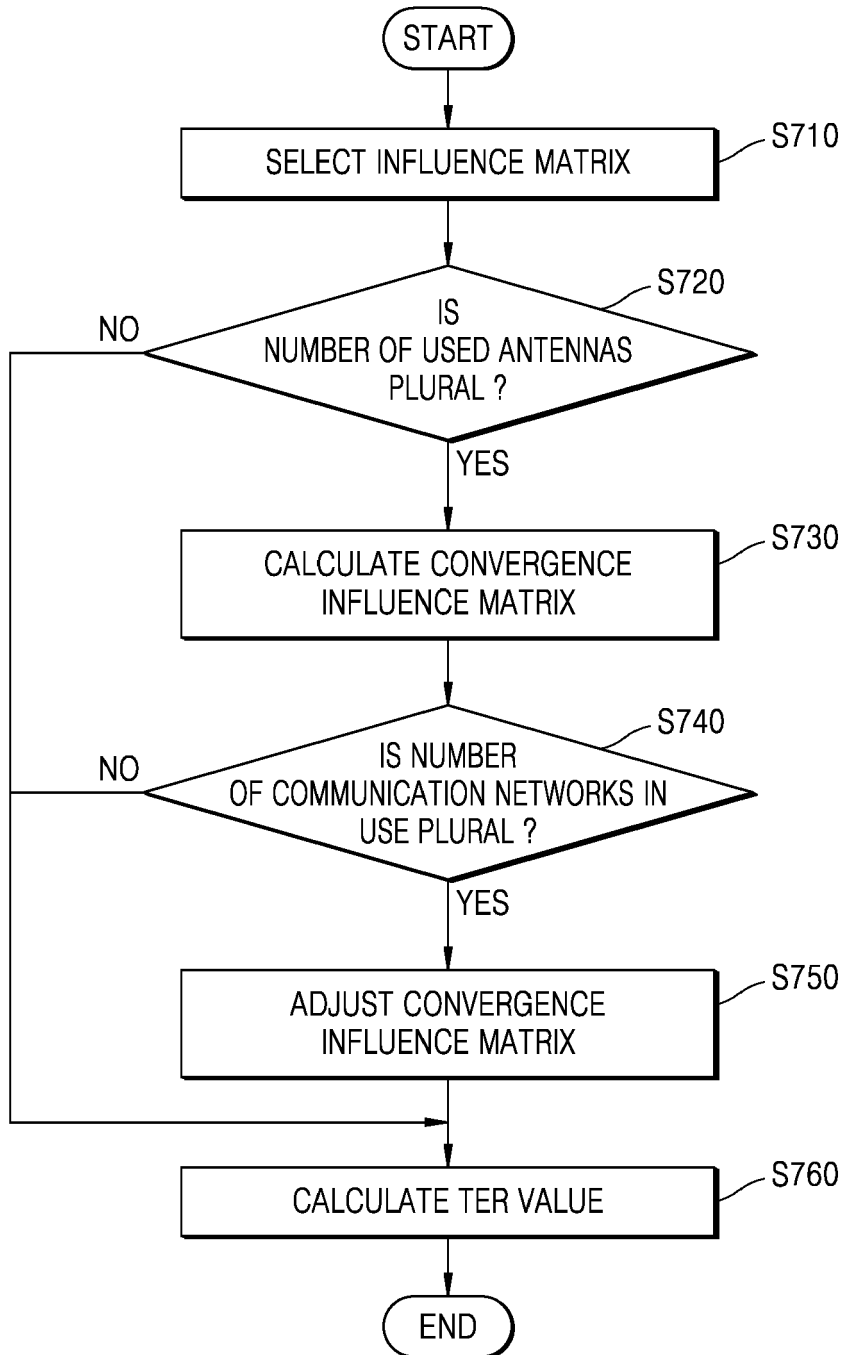 START
SELECT INFLUENCE MATRIX
S710
S720
IS
NUMBER OF USED ANTENNAS
PLURAL ?
NO
YES
S730
CALCULATE CONVERGENCE
INFLUENCE MATRIX
S740
IS NUMBER
OF COMMUNICATION NETWORKS IN
USE PLURAL ?
NO
YES
S750
ADJUST CONVERGENCE
INFLUENCE MATRIX
S760
CALCULATE TER VALUE
END